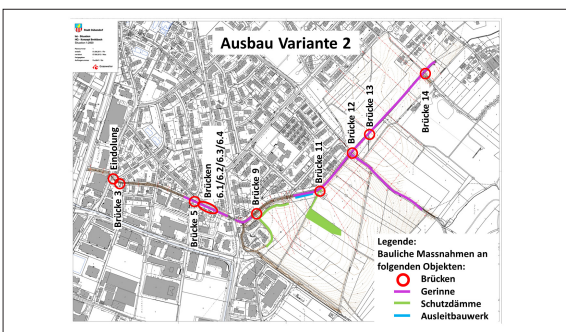 Ausbau Variante 2
Eindolung
Brücke 3
Brücke 5
Brücken
6.1/6.2/6.3/6.4
Brücke 9
Brücke 11
Brücke 12
Brücke 13
Brücke 14
Legende:
Bauliche Massnahmen an
folgenden Objekten:
Brücken
Gerinne
Schutzdämme
Ausleitbauwerk